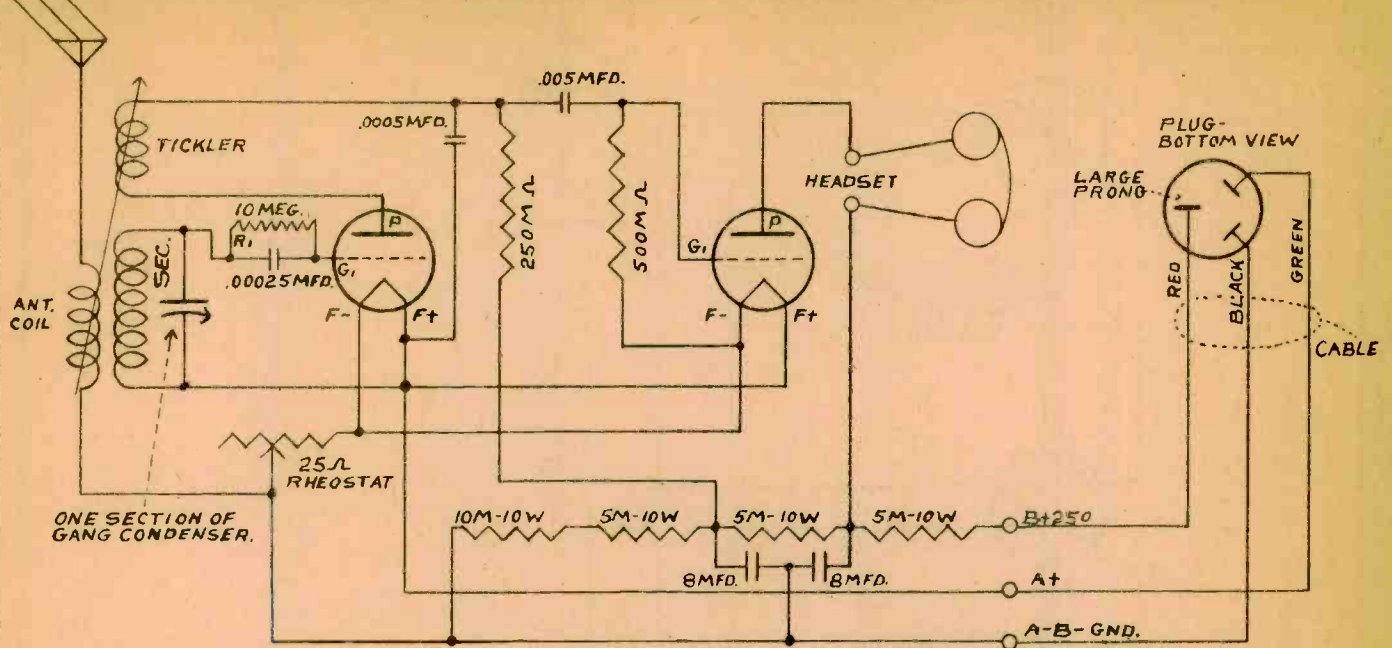 .005MFD.
.0005MFD.
TICKLER
PLUG-
BOTTOM VIEW
LARGE
PRONG
HEADSET
10 MEG.
R1
.00025MFD.
SEC.
G1
P
F-
F+
250MΩ
500MΩ
G1
P
F-
F+
ANT.
COIL
RED
BLACK
GREEN
CABLE
25Ω
RHEOSTAT
ONE SECTION OF
GANG CONDENSER.
10M-10W
5M-10W
5M-10W
5M-10W
B+250
8MFD.
8MFD.
A+
A-B-GND.